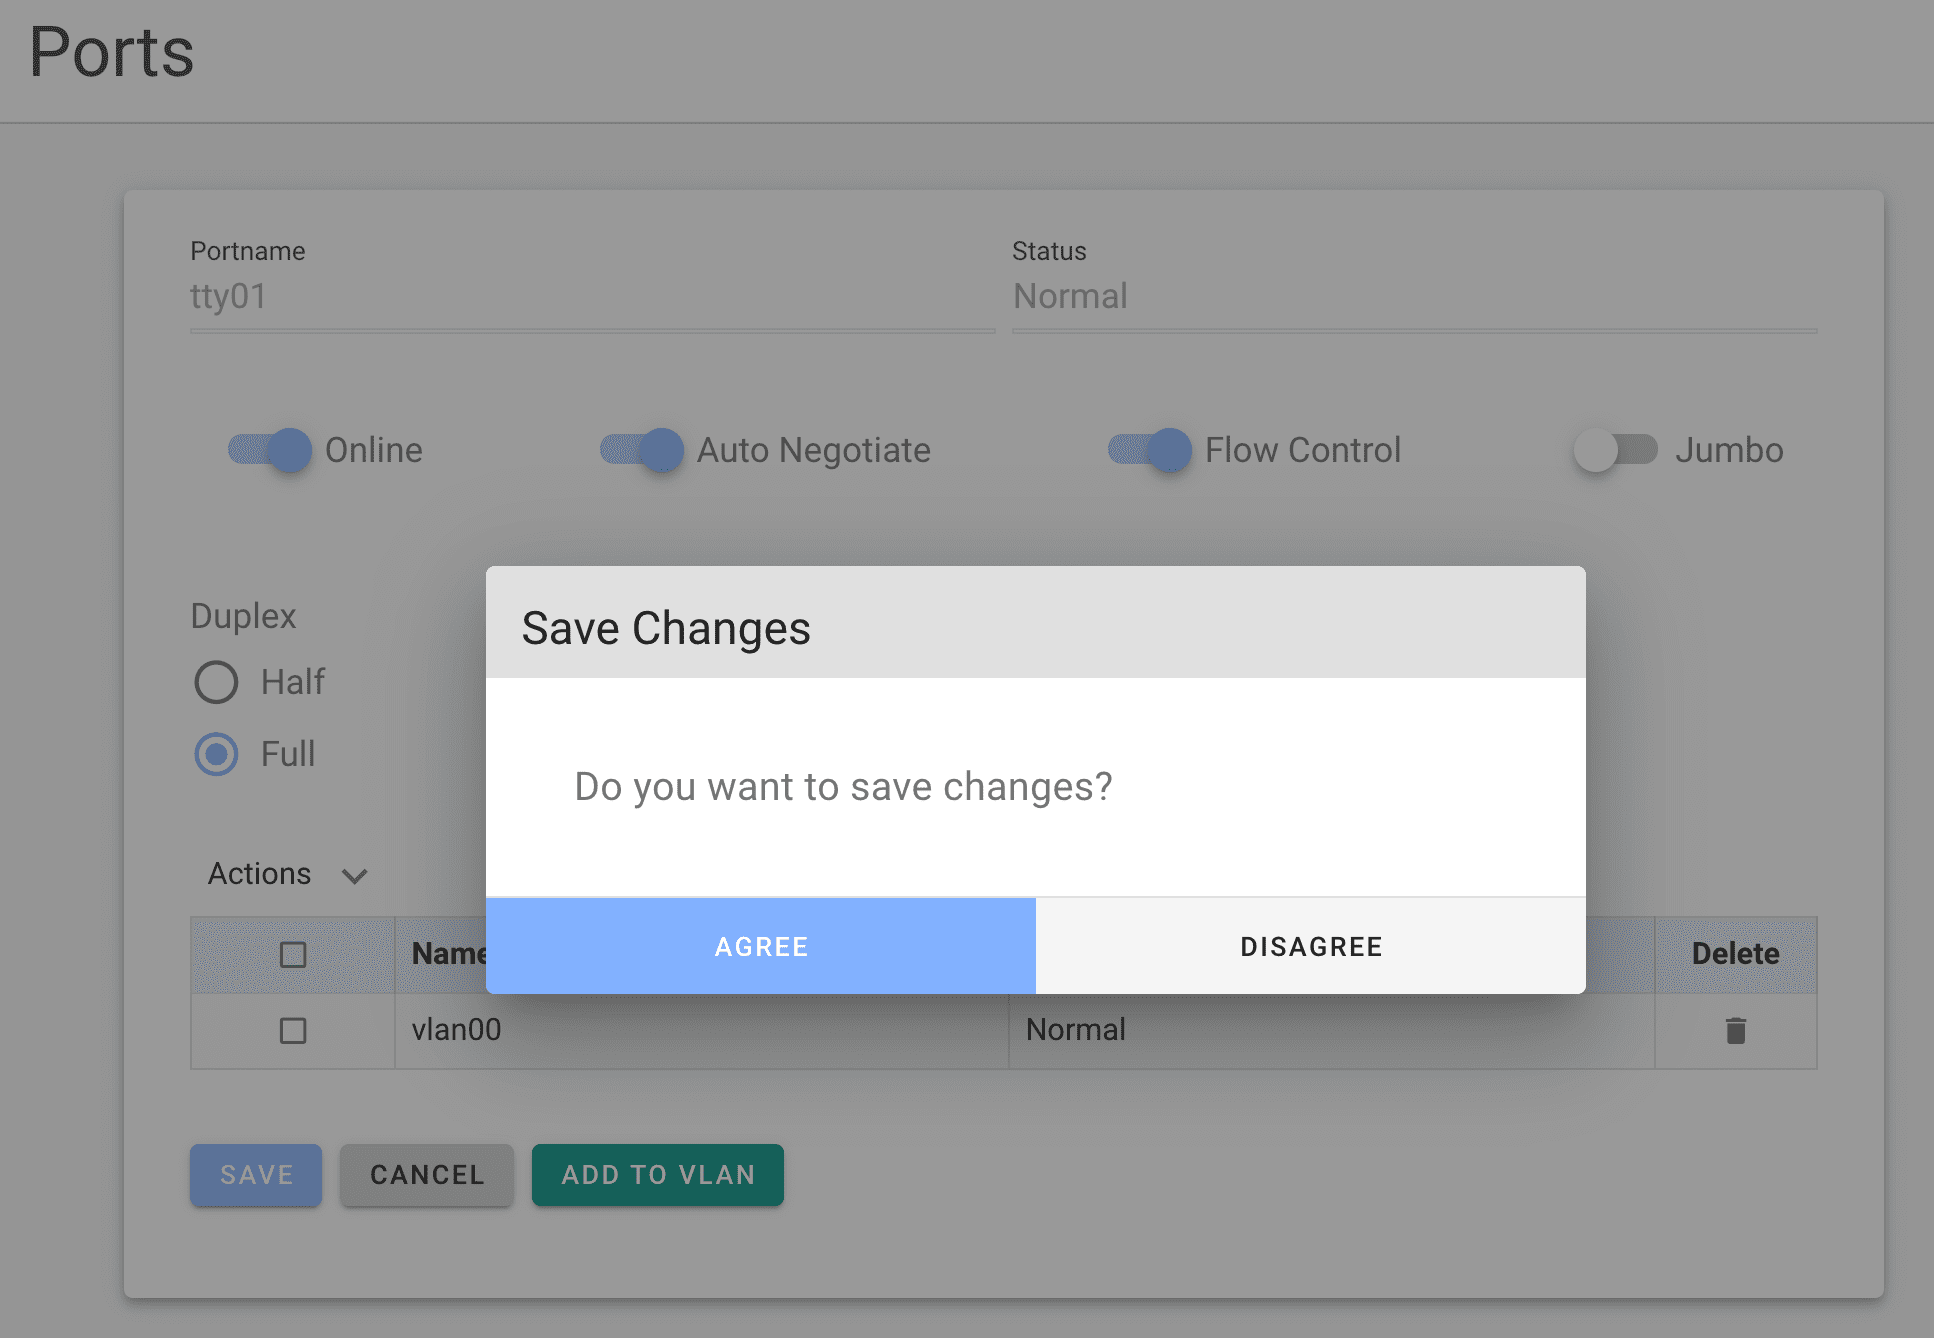 Ports
Portname
Status
tty01
Normal
Online
Auto Negotiate
Flow Control
Jumbo
Duplex
Half
Full
Save Changes
Do you want to save changes?
AGREE
DISAGREE
Actions
Name
Delete
vlan00
Normal
SAVE
CANCEL
ADD TO VLAN